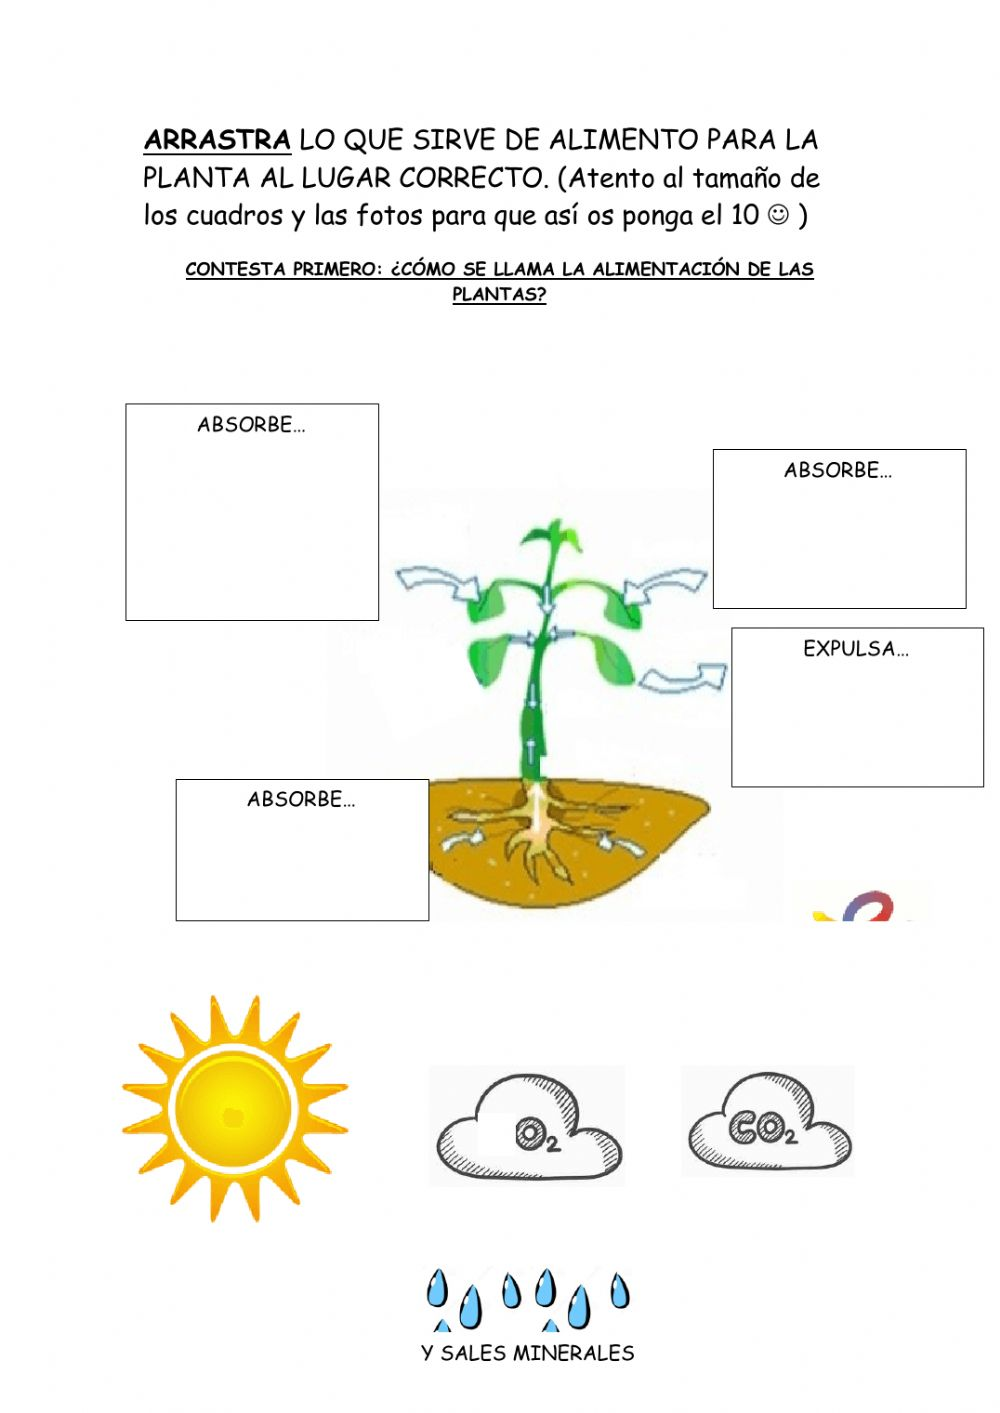 ARRASTRA LO QUE SIRVE DE ALIMENTO PARA LA
PLANTA AL LUGAR CORRECTO. (Atento al tamaño de
los cuadros y las fotos para que así os ponga el 10 ☺ )
CONTESTA PRIMERO: ¿CÓMO SE LLAMA LA ALIMENTACIÓN DE LAS
PLANTAS?
ABSORBE...
ABSORBE...
EXPULSA...
ABSORBE...
O2
CO2
Y SALES MINERALES